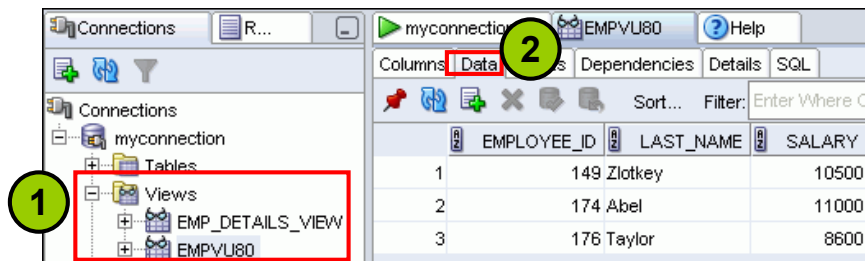 Connections R...
myconnection EMPVU80 Help
2
Columns Data Dependencies Details SQL
Sort... Filter: Enter Where C
Connections
myconnection
Tables
1
Views
EMP_DETAILS_VIEW
EMPVU80
EMPLOYEE_ID LAST_NAME SALARY
1 149 Zlotkey 10500
2 174 Abel 11000
3 176 Taylor 8600